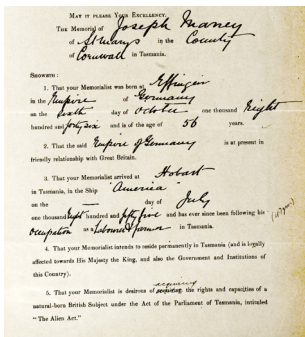 MAY IT PLEASE YOUR EXCELLENCY.
THE Memorial of Joseph Maney
of St Marys in the County
of Cornwall in Tasmania.
SHOWETH:
1. That your Memorialist was born at Effingin
in the Empire of Germany
on the Sixth day of October one thousand Eight
hundred and forty six and is of the age of 56 years.
2. That the said Empire of Germany is at present in
friendly relationship with Great Britain.
3. That your Memorialist arrived at Hobart
in Tasmania, in the Ship "America"
on the — day of July
one thousand Eight hundred and fifty five and has ever since been following his (47 years)
Occupation as a Labourer & farmer in Tasmania.
4. That your Memorialist intends to reside permanently in Tasmania (and is legally
affected towards His Majesty the King, and also the Government and Institutions of
this Country).
acquiring
5. That your Memorialist is desirous of the rights and capacities of a
natural-born British Subject under the Act of the Parliament of Tasmania, intituled
"The Alien Act."